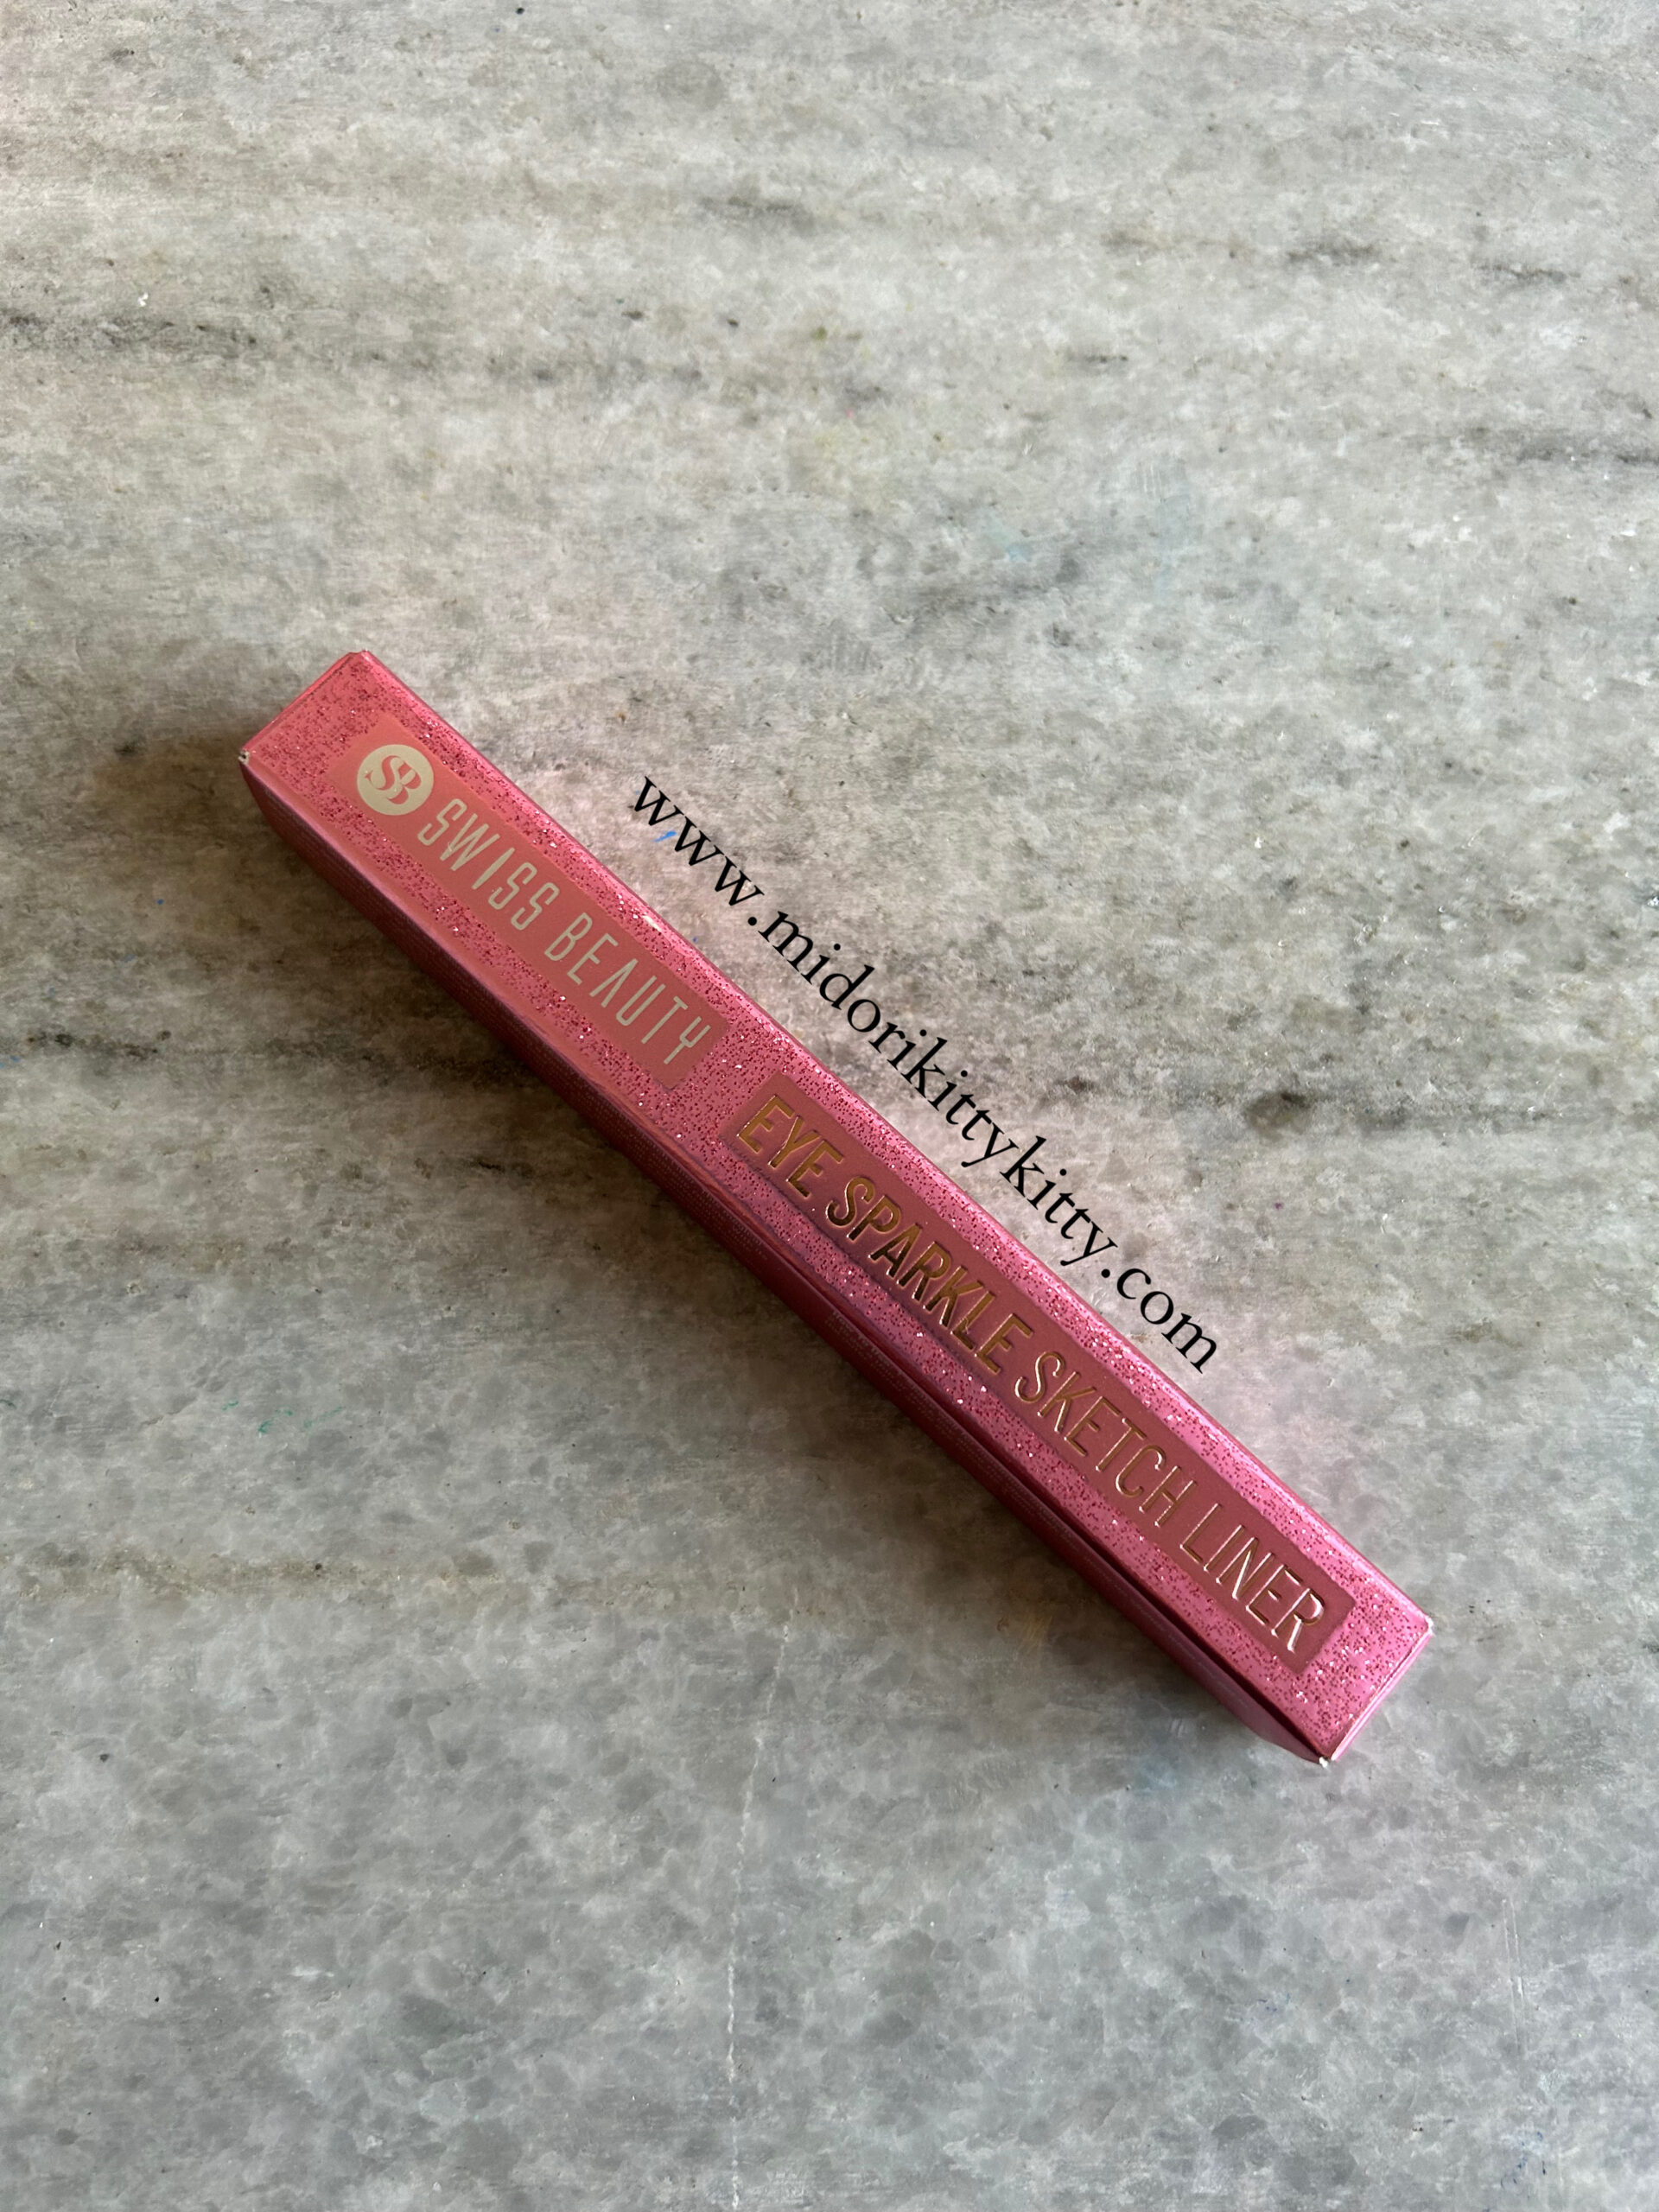 SB SWISS BEAUTY
EYE SPARKLE SKETCH LINER
www.midorikittykitty.com